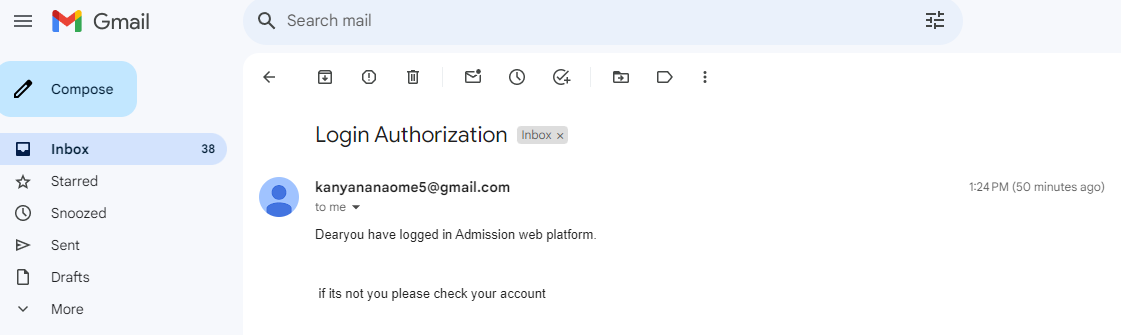 Gmail
Search mail
Compose
Inbox 38
Starred
Snoozed
Sent
Drafts
More
Login Authorization Inbox ×
kanyananaome5@gmail.com 1:24 PM (50 minutes ago)
to me
Dearyou have logged in Admission web platform.
if its not you please check your account